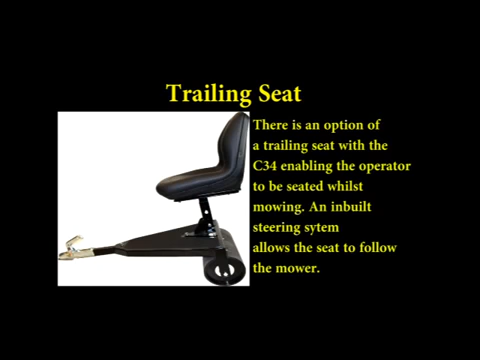 Trailing Seat
There is an option of
a trailing seat with the
C34 enabling the operator
to be seated whilst
mowing. An inbuilt
steering sytem
allows the seat to follow
the mower.